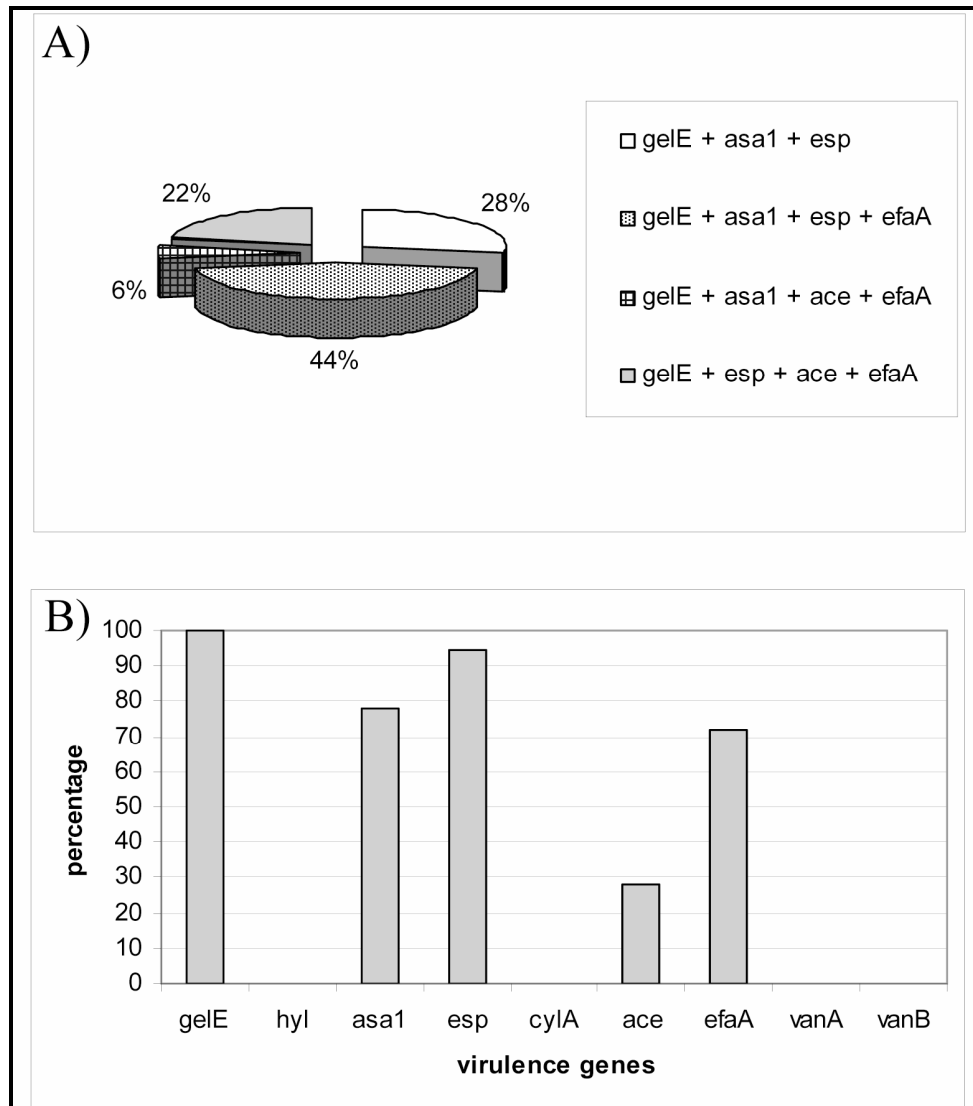 A)
22%
28%
6%
44%
gelE + asa1 + esp
gelE + asa1 + esp + efaA
gelE + asa1 + ace + efaA
gelE + esp + ace + efaA
B)
100
90
80
70
60
50
40
30
20
10
0
percentage
gelE hyl asa1 esp cylA ace efaA vanA vanB
virulence genes